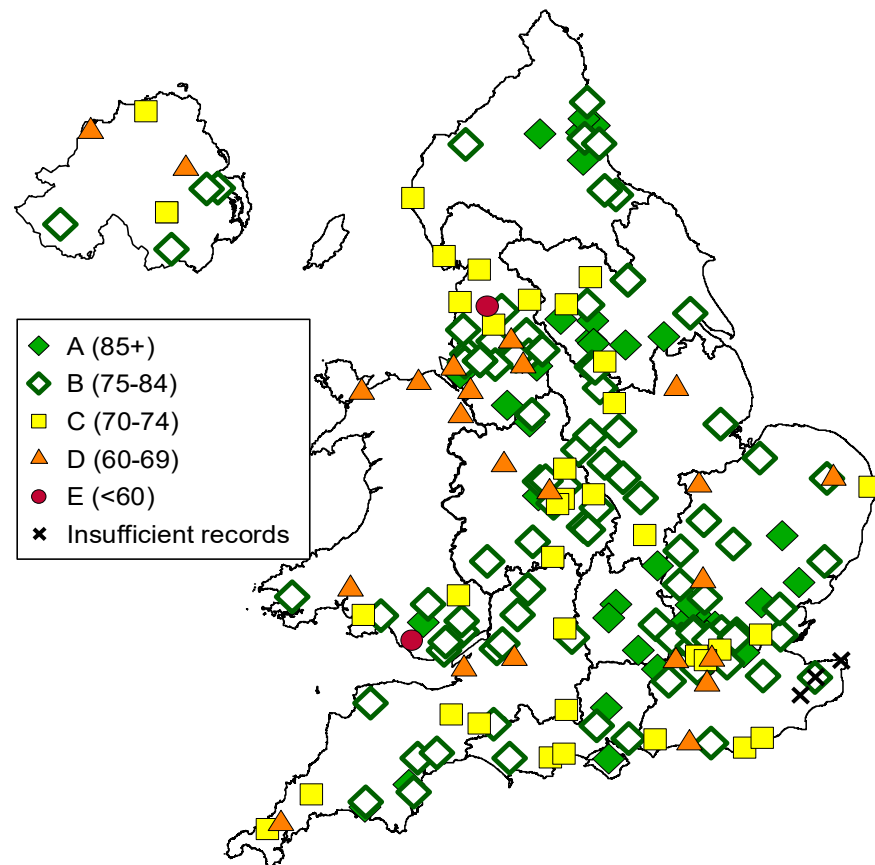 A (85+)
B (75-84)
C (70-74)
D (60-69)
E (<60)
Insufficient records